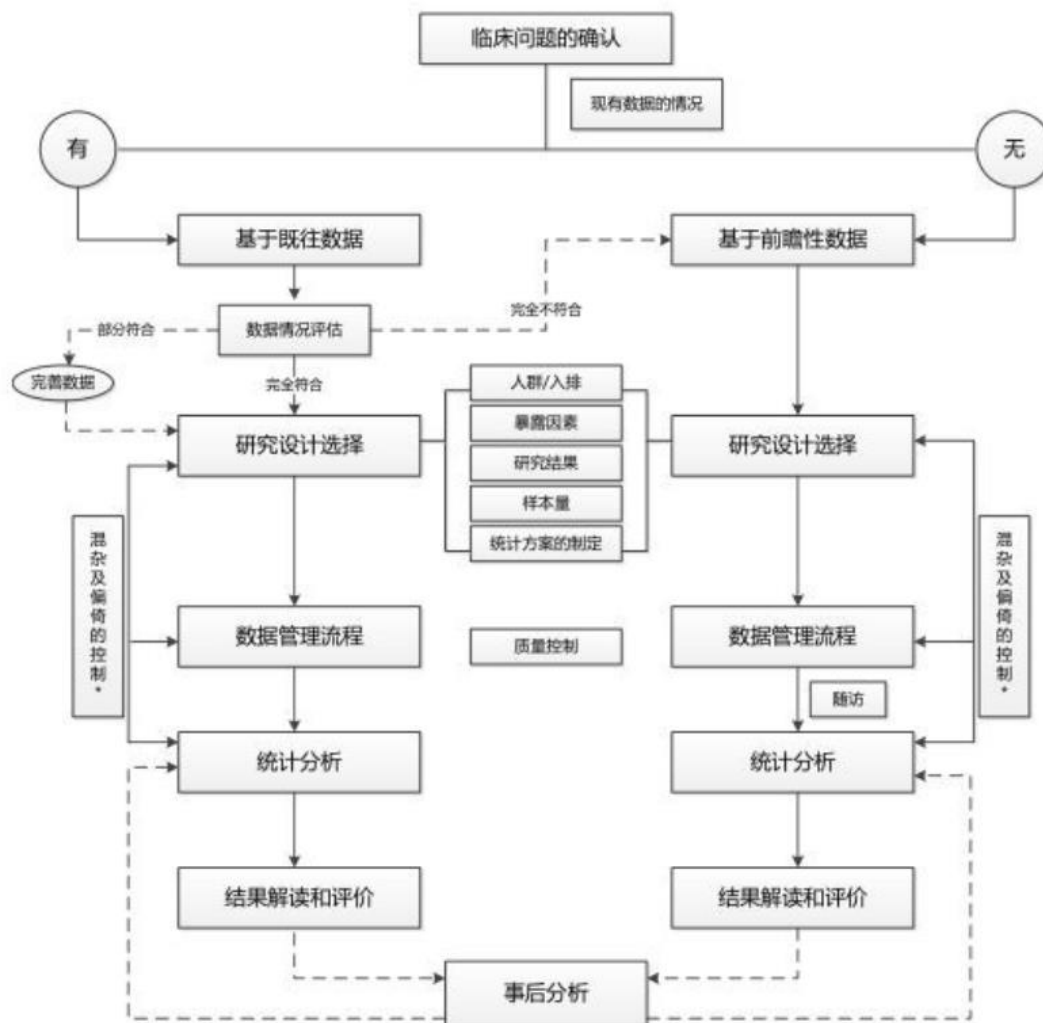 临床问题的确认
现有数据的情况
有
无
基于既往数据
基于前瞻性数据
完全不符合
部分符合
数据情况评估
完善数据
完全符合
人群/入排
暴露因素
研究设计选择
研究设计选择
研究结果
样本量
统计方案的制定
混杂及偏倚的控制*
混杂及偏倚的控制*
数据管理流程
质量控制
数据管理流程
随访
统计分析
统计分析
结果解读和评价
结果解读和评价
事后分析